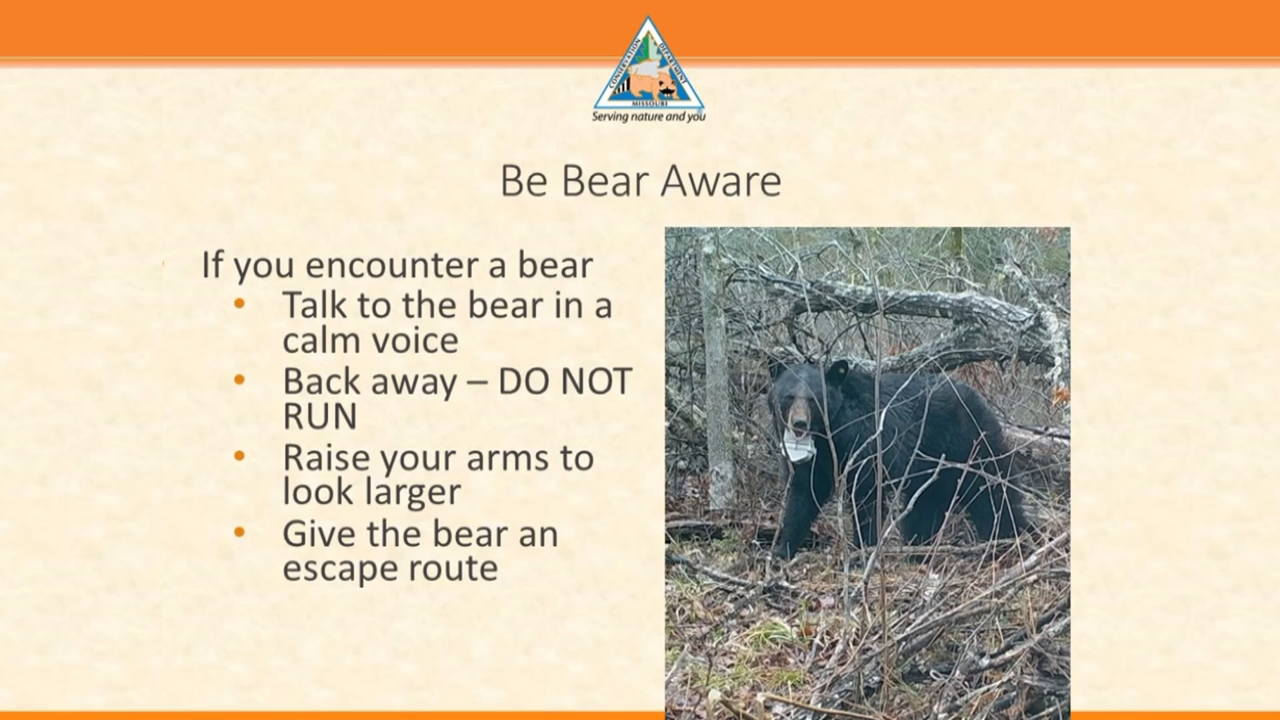 CONSERVATION
DEPARTMENT
MISSOURI
Serving nature and you
Be Bear Aware
If you encounter a bear
• Talk to the bear in a
calm voice
• Back away – DO NOT
RUN
• Raise your arms to
look larger
• Give the bear an
escape route